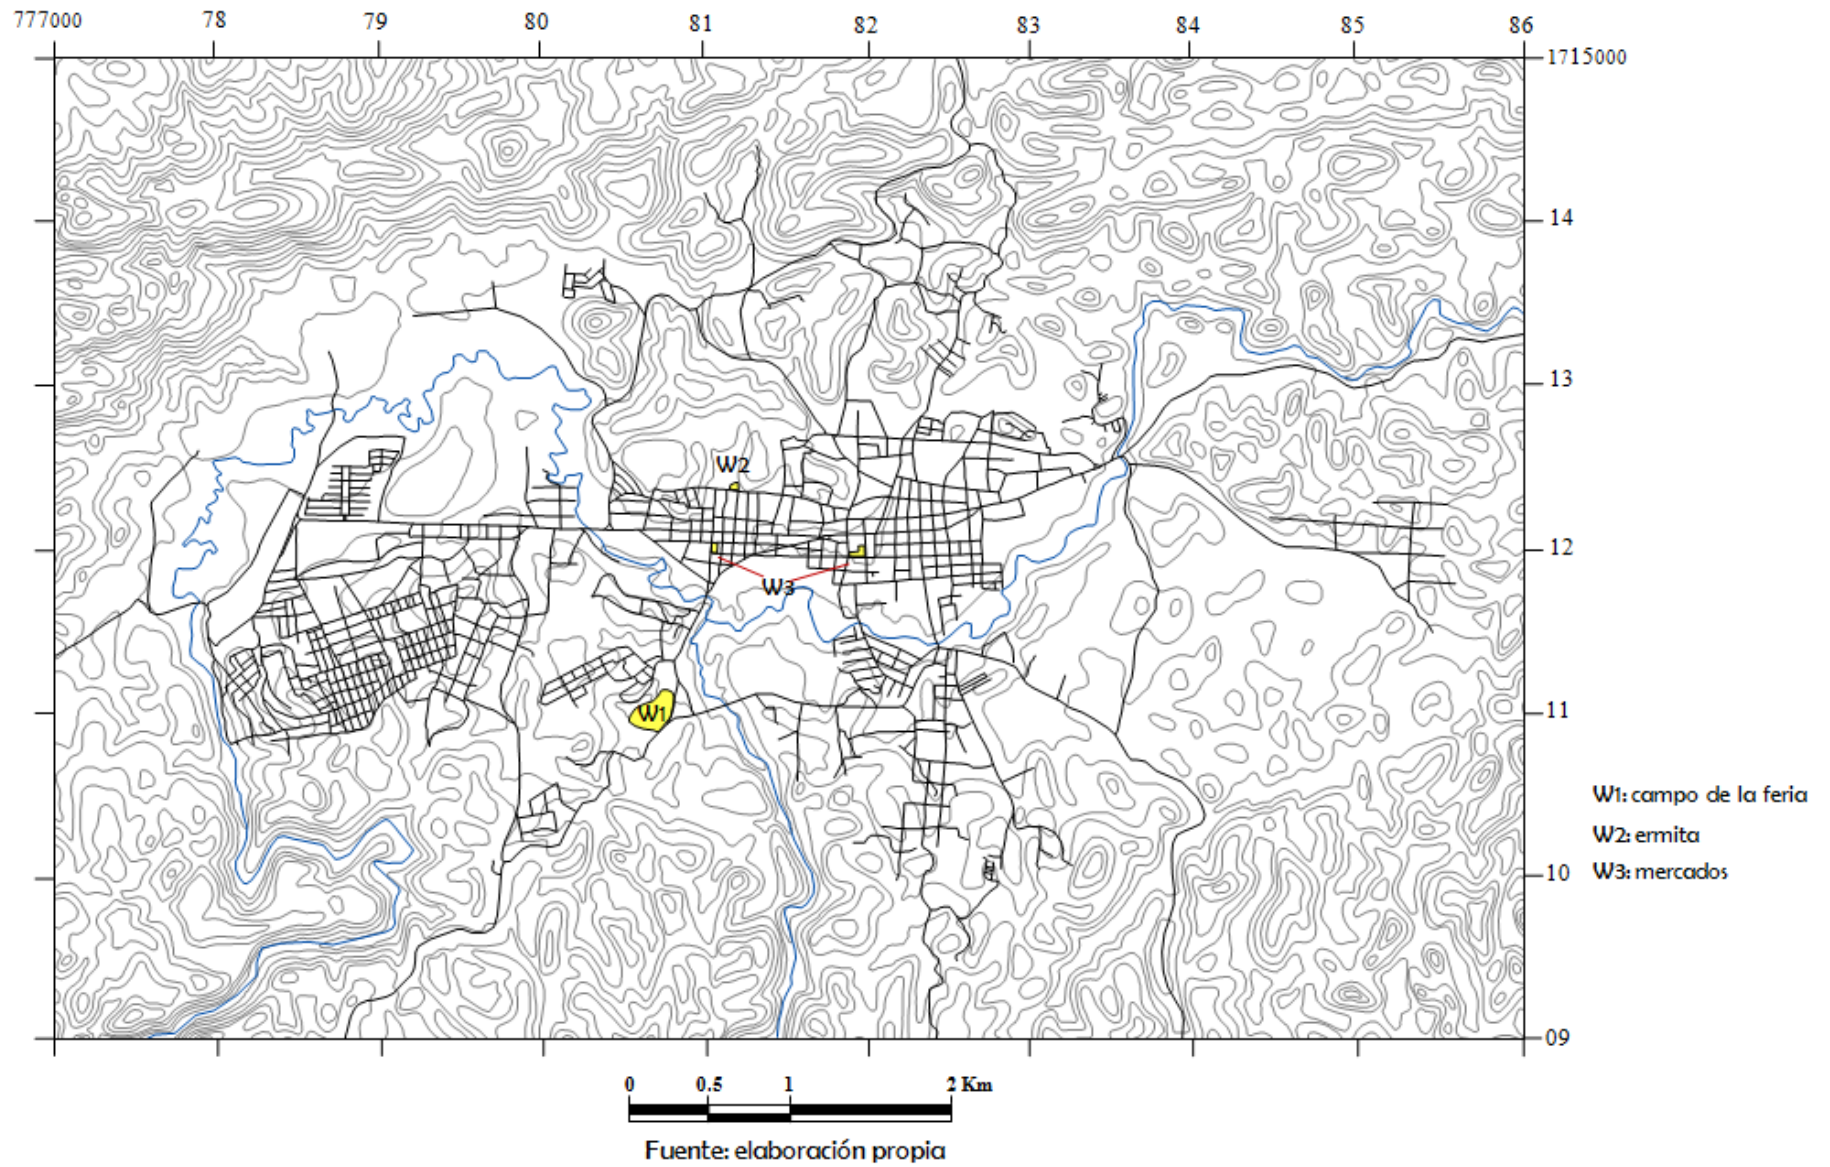 777000 78 79 80 81 82 83 84 85 86
1715000
14
13
W2
12
W3
W1
11
W1: campo de la feria
W2: ermita
10
W3: mercados
09
0 0.5 1 2 Km
Fuente: elaboración propia